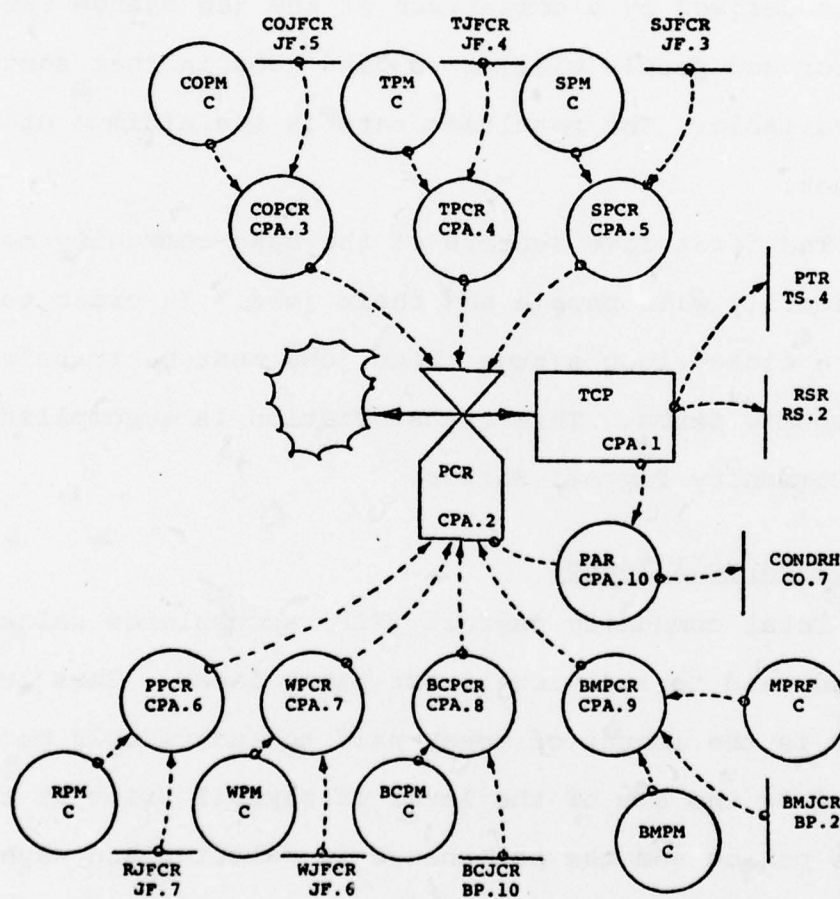 COJFCR
JF.5
TJFCR
JF.4
SJFCR
JF.3
COPM
C
TPM
C
SPM
C
COPCR
CPA.3
TPCR
CPA.4
SPCR
CPA.5
PTR
TS.4
TCP
CPA.1
RSR
RS.2
PCR
CPA.2
PAR
CPA.10
CONDRH
CO.7
PPCR
CPA.6
WPCR
CPA.7
BCPCR
CPA.8
BMPCR
CPA.9
MPRF
C
RPM
C
WPM
C
BCPM
C
BMPM
C
BMJCR
BP.2
RJFCR
JF.7
WJFCR
JF.6
BCJCR
BP.10